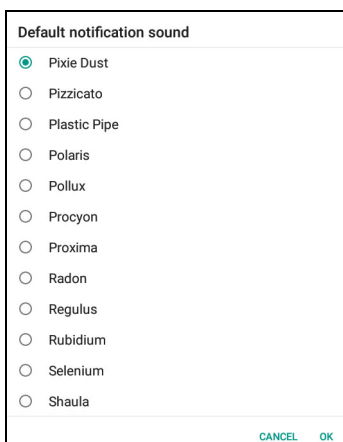 Default notification sound
Pixie Dust
Pizzicato
Plastic Pipe
Polaris
Pollux
Procyon
Proxima
Radon
Regulus
Rubidium
Selenium
Shaula
CANCEL OK